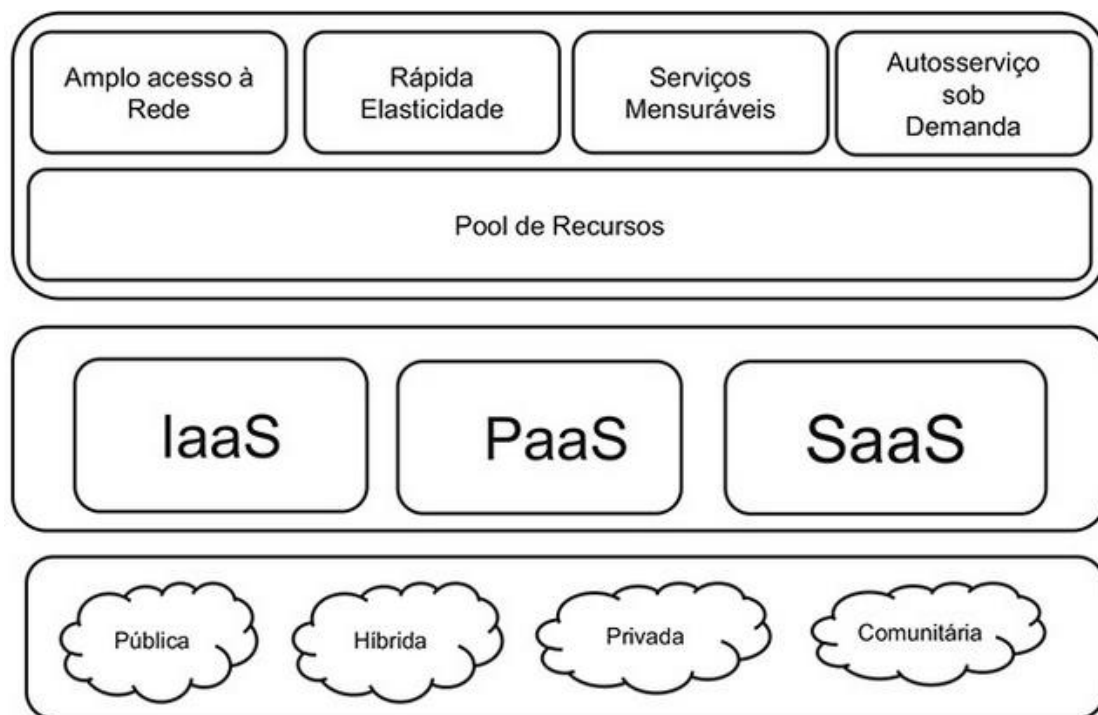 Amplo acesso à
Rede
Rápida
Elasticidade
Serviços
Mensuráveis
Autosserviço
sob
Demanda
Pool de Recursos
IaaS
PaaS
SaaS
Pública
Híbrida
Privada
Comunitária